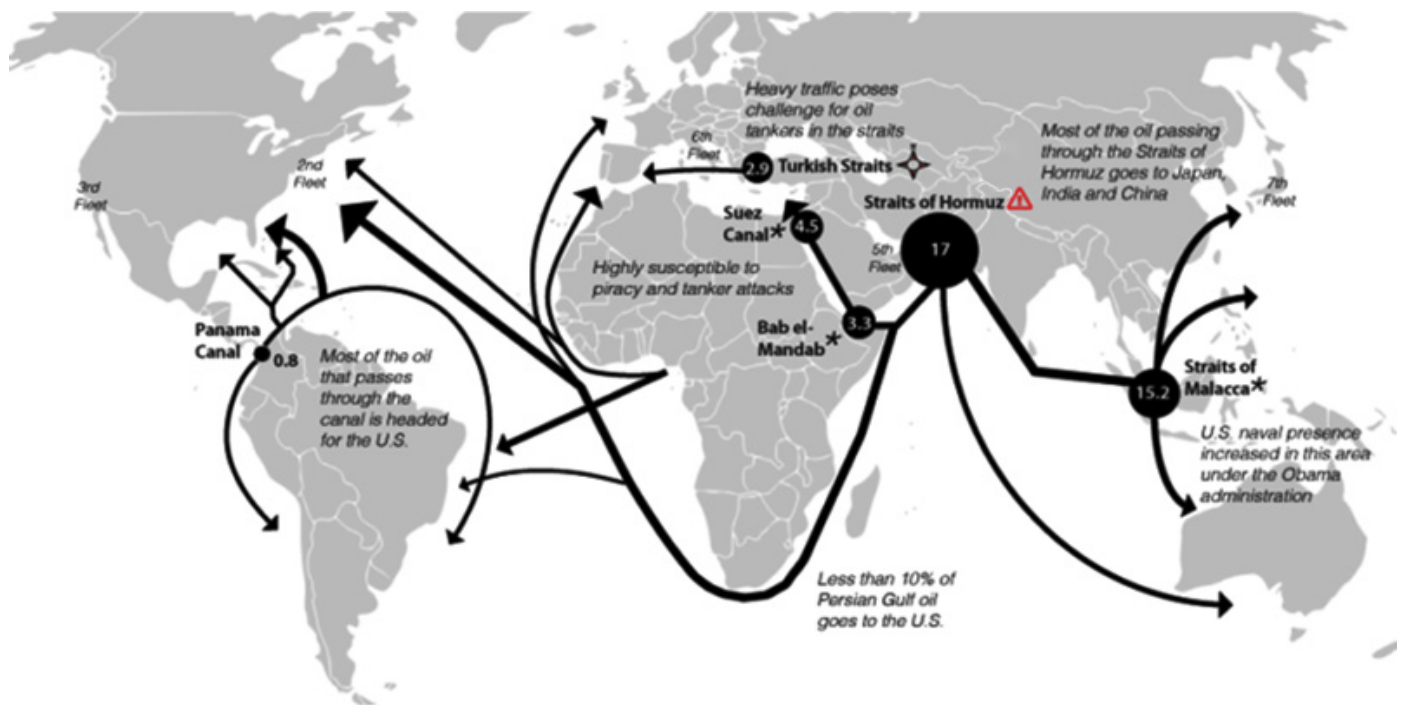 Heavy traffic poses
challenge for oil
tankers in the straits
6th
Fleet
2.9
Turkish Straits
Most of the oil passing
through the Straits of
Hormuz goes to Japan,
India and China
2nd
Fleet
3rd
Fleet
7th
Fleet
Straits of Hormuz
Suez
Canal*
4.5
5th
Fleet
17
Highly susceptible to
piracy and tanker attacks
Bab el-
Mandab*
3.3
Panama
Canal
0.8
Most of the oil
that passes
through the
canal is headed
for the U.S.
Straits of
Malacca*
15.2
U.S. naval presence
increased in this area
under the Obama
administration
Less than 10% of
Persian Gulf oil
goes to the U.S.